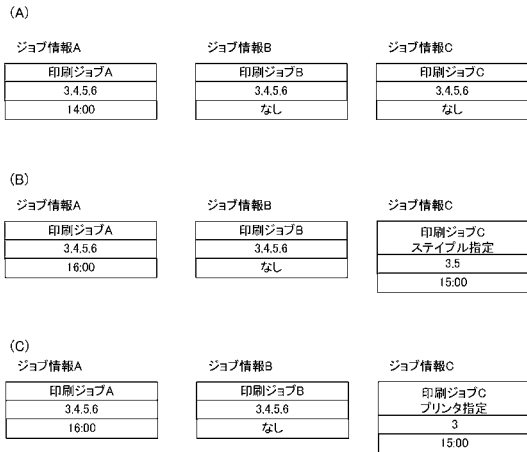 (A)
ジョブ情報A ジョブ情報B ジョブ情報C
印刷ジョブA 印刷ジョブB 印刷ジョブC
3,4,5,6 3,4,5,6 3,4,5,6
14:00 なし なし
(B)
ジョブ情報A ジョブ情報B ジョブ情報C
印刷ジョブA 印刷ジョブB 印刷ジョブC
ステイプル指定
3,4,5,6 3,4,5,6 3,5
16:00 なし 15:00
(C)
ジョブ情報A ジョブ情報B ジョブ情報C
印刷ジョブA 印刷ジョブB 印刷ジョブC
プリンタ指定
3,4,5,6 3,4,5,6 3
16:00 なし 15:00